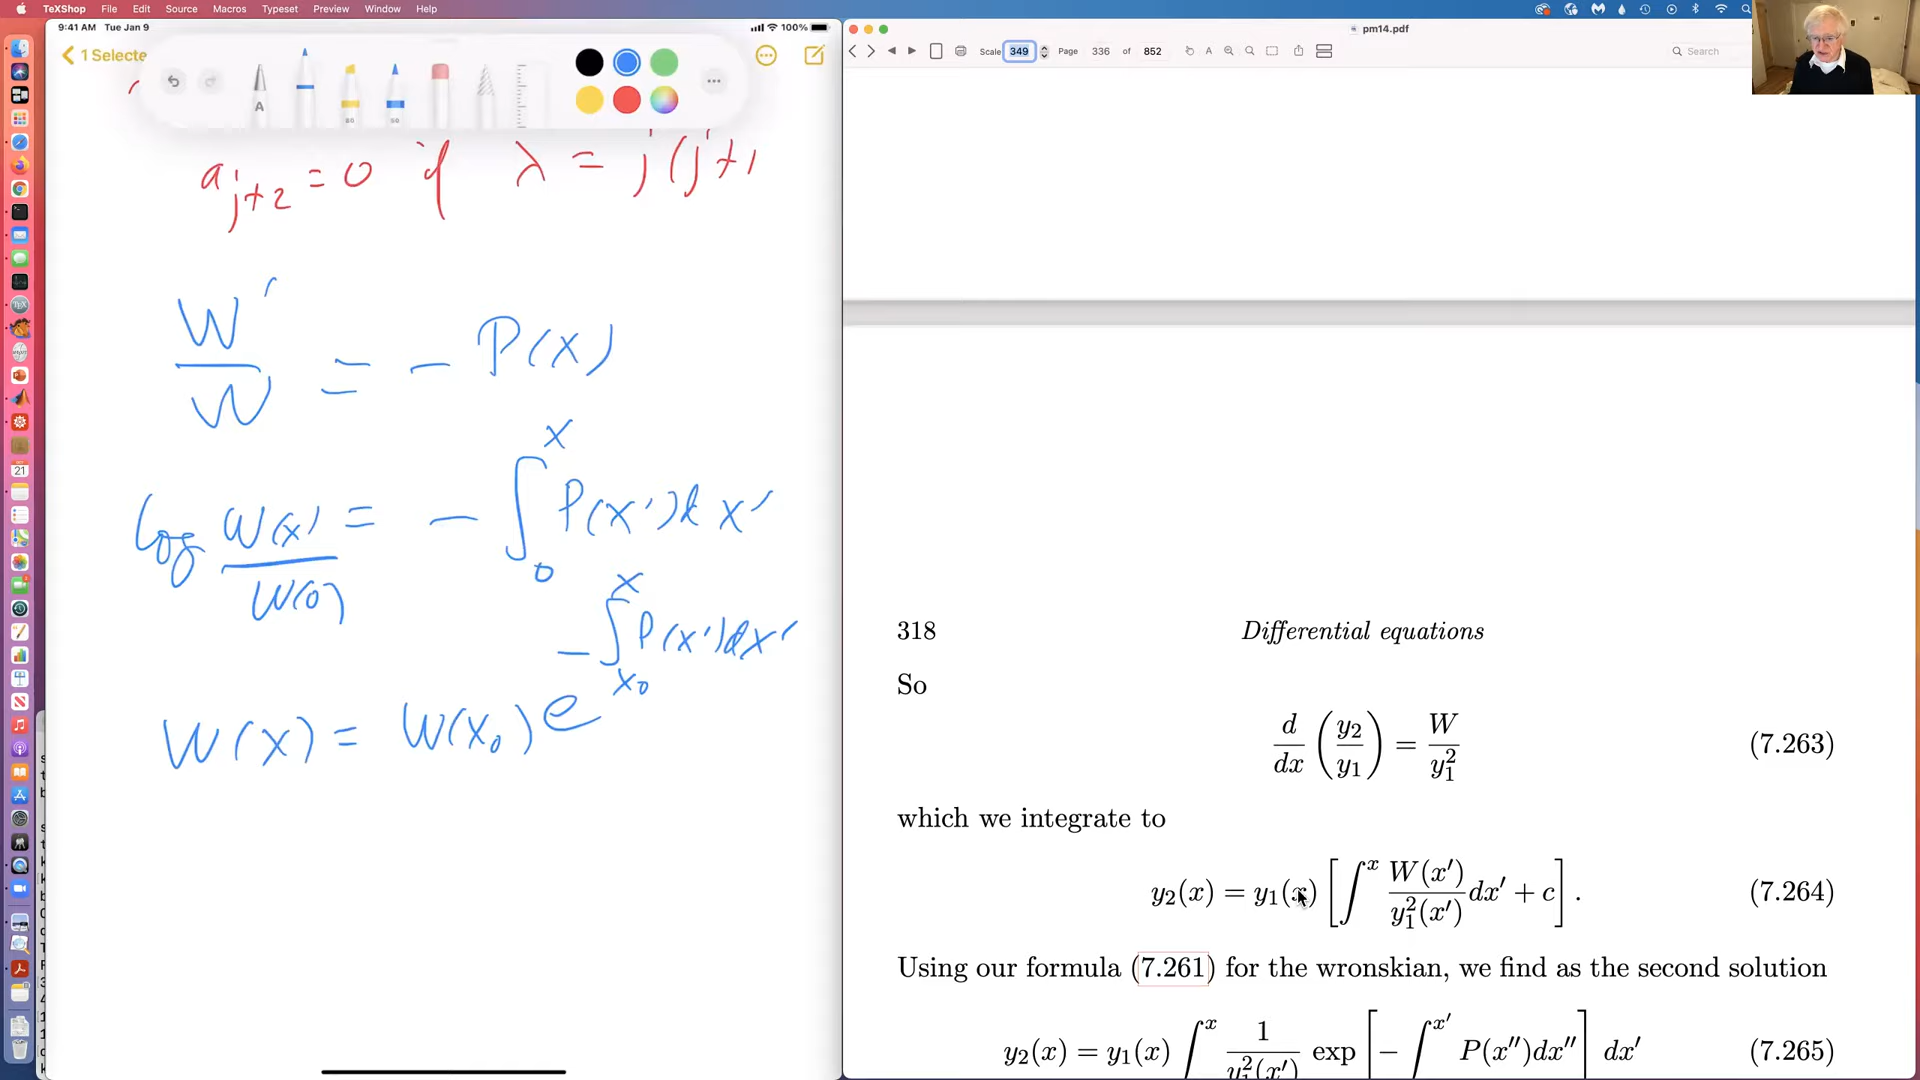 TeXShop File Edit Source Macros Typeset Preview Window Help
9:41 AM Tue Jan 9
100%
1 Selecte
a_{j+2} = 0 if λ = j(j+1
W'/W = - P(x)
log W(x)/W(0) = - ∫_0^x P(x')dx'
W(x) = W(x_0) e^{-∫_{x_0}^x P(x')dx'}
pm14.pdf
Scale 349 Page 336 of 852
Search
318 Differential equations
So
d/dx (y_2/y_1) = W/y_1^2 (7.263)
which we integrate to
y_2(x) = y_1(x) [∫^x W(x')/y_1^2(x') dx' + c] . (7.264)
Using our formula (7.261) for the wronskian, we find as the second solution
y_2(x) = y_1(x) ∫^x 1/y_1^2(x') exp [- ∫^{x'} P(x'')dx''] dx' (7.265)